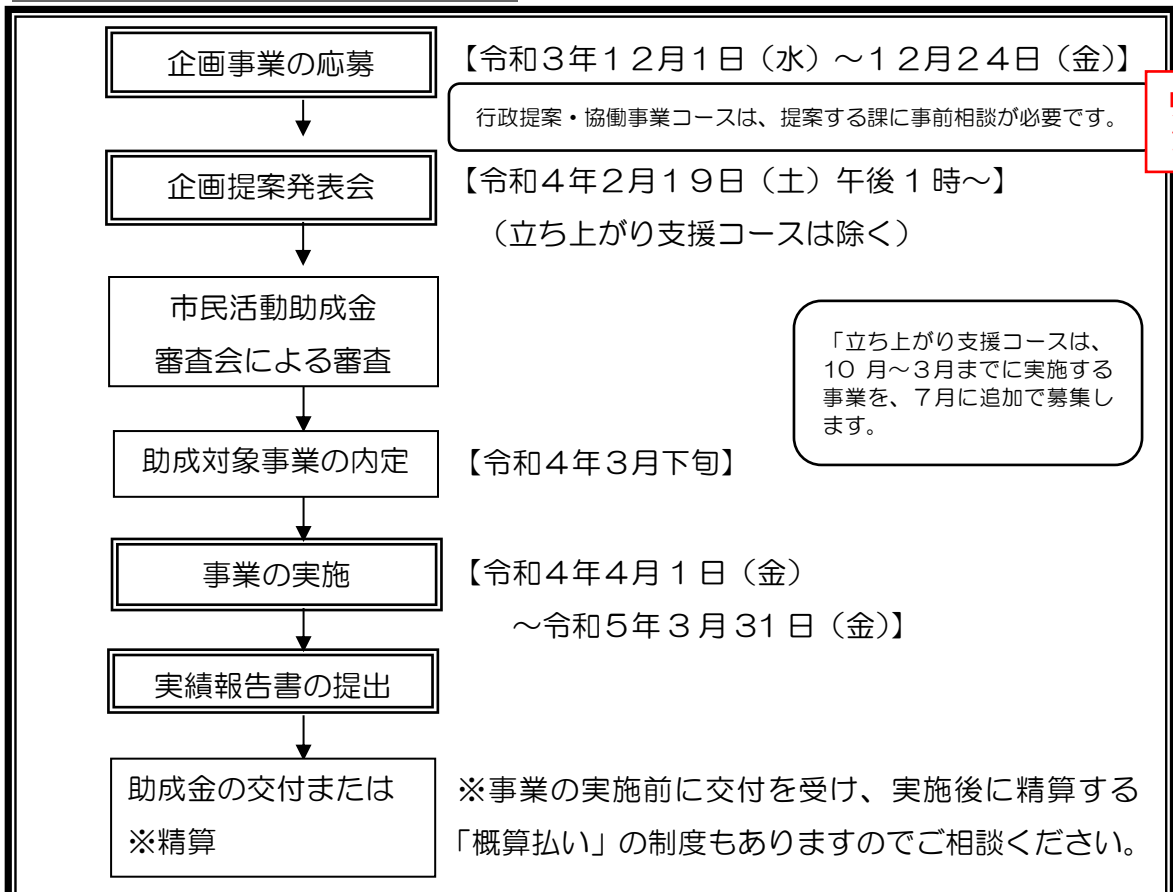 企画事業の応募
【令和3年12月1日（水）～12月24日（金）】
行政提案・協働事業コースは、提案する課に事前相談が必要です。
企画提案発表会
【令和4年2月19日（土）午後1時～】
（立ち上がり支援コースは除く）
市民活動助成金
審査会による審査
「立ち上がり支援コースは、
10 月～3月までに実施する
事業を、7月に追加で募集し
ます。
助成対象事業の内定
【令和4年3月下旬】
事業の実施
【令和4年4月1日（金）
～令和5年3月31日（金）】
実績報告書の提出
助成金の交付または
※精算
※事業の実施前に交付を受け、実施後に精算する
「概算払い」の制度もありますのでご相談ください。